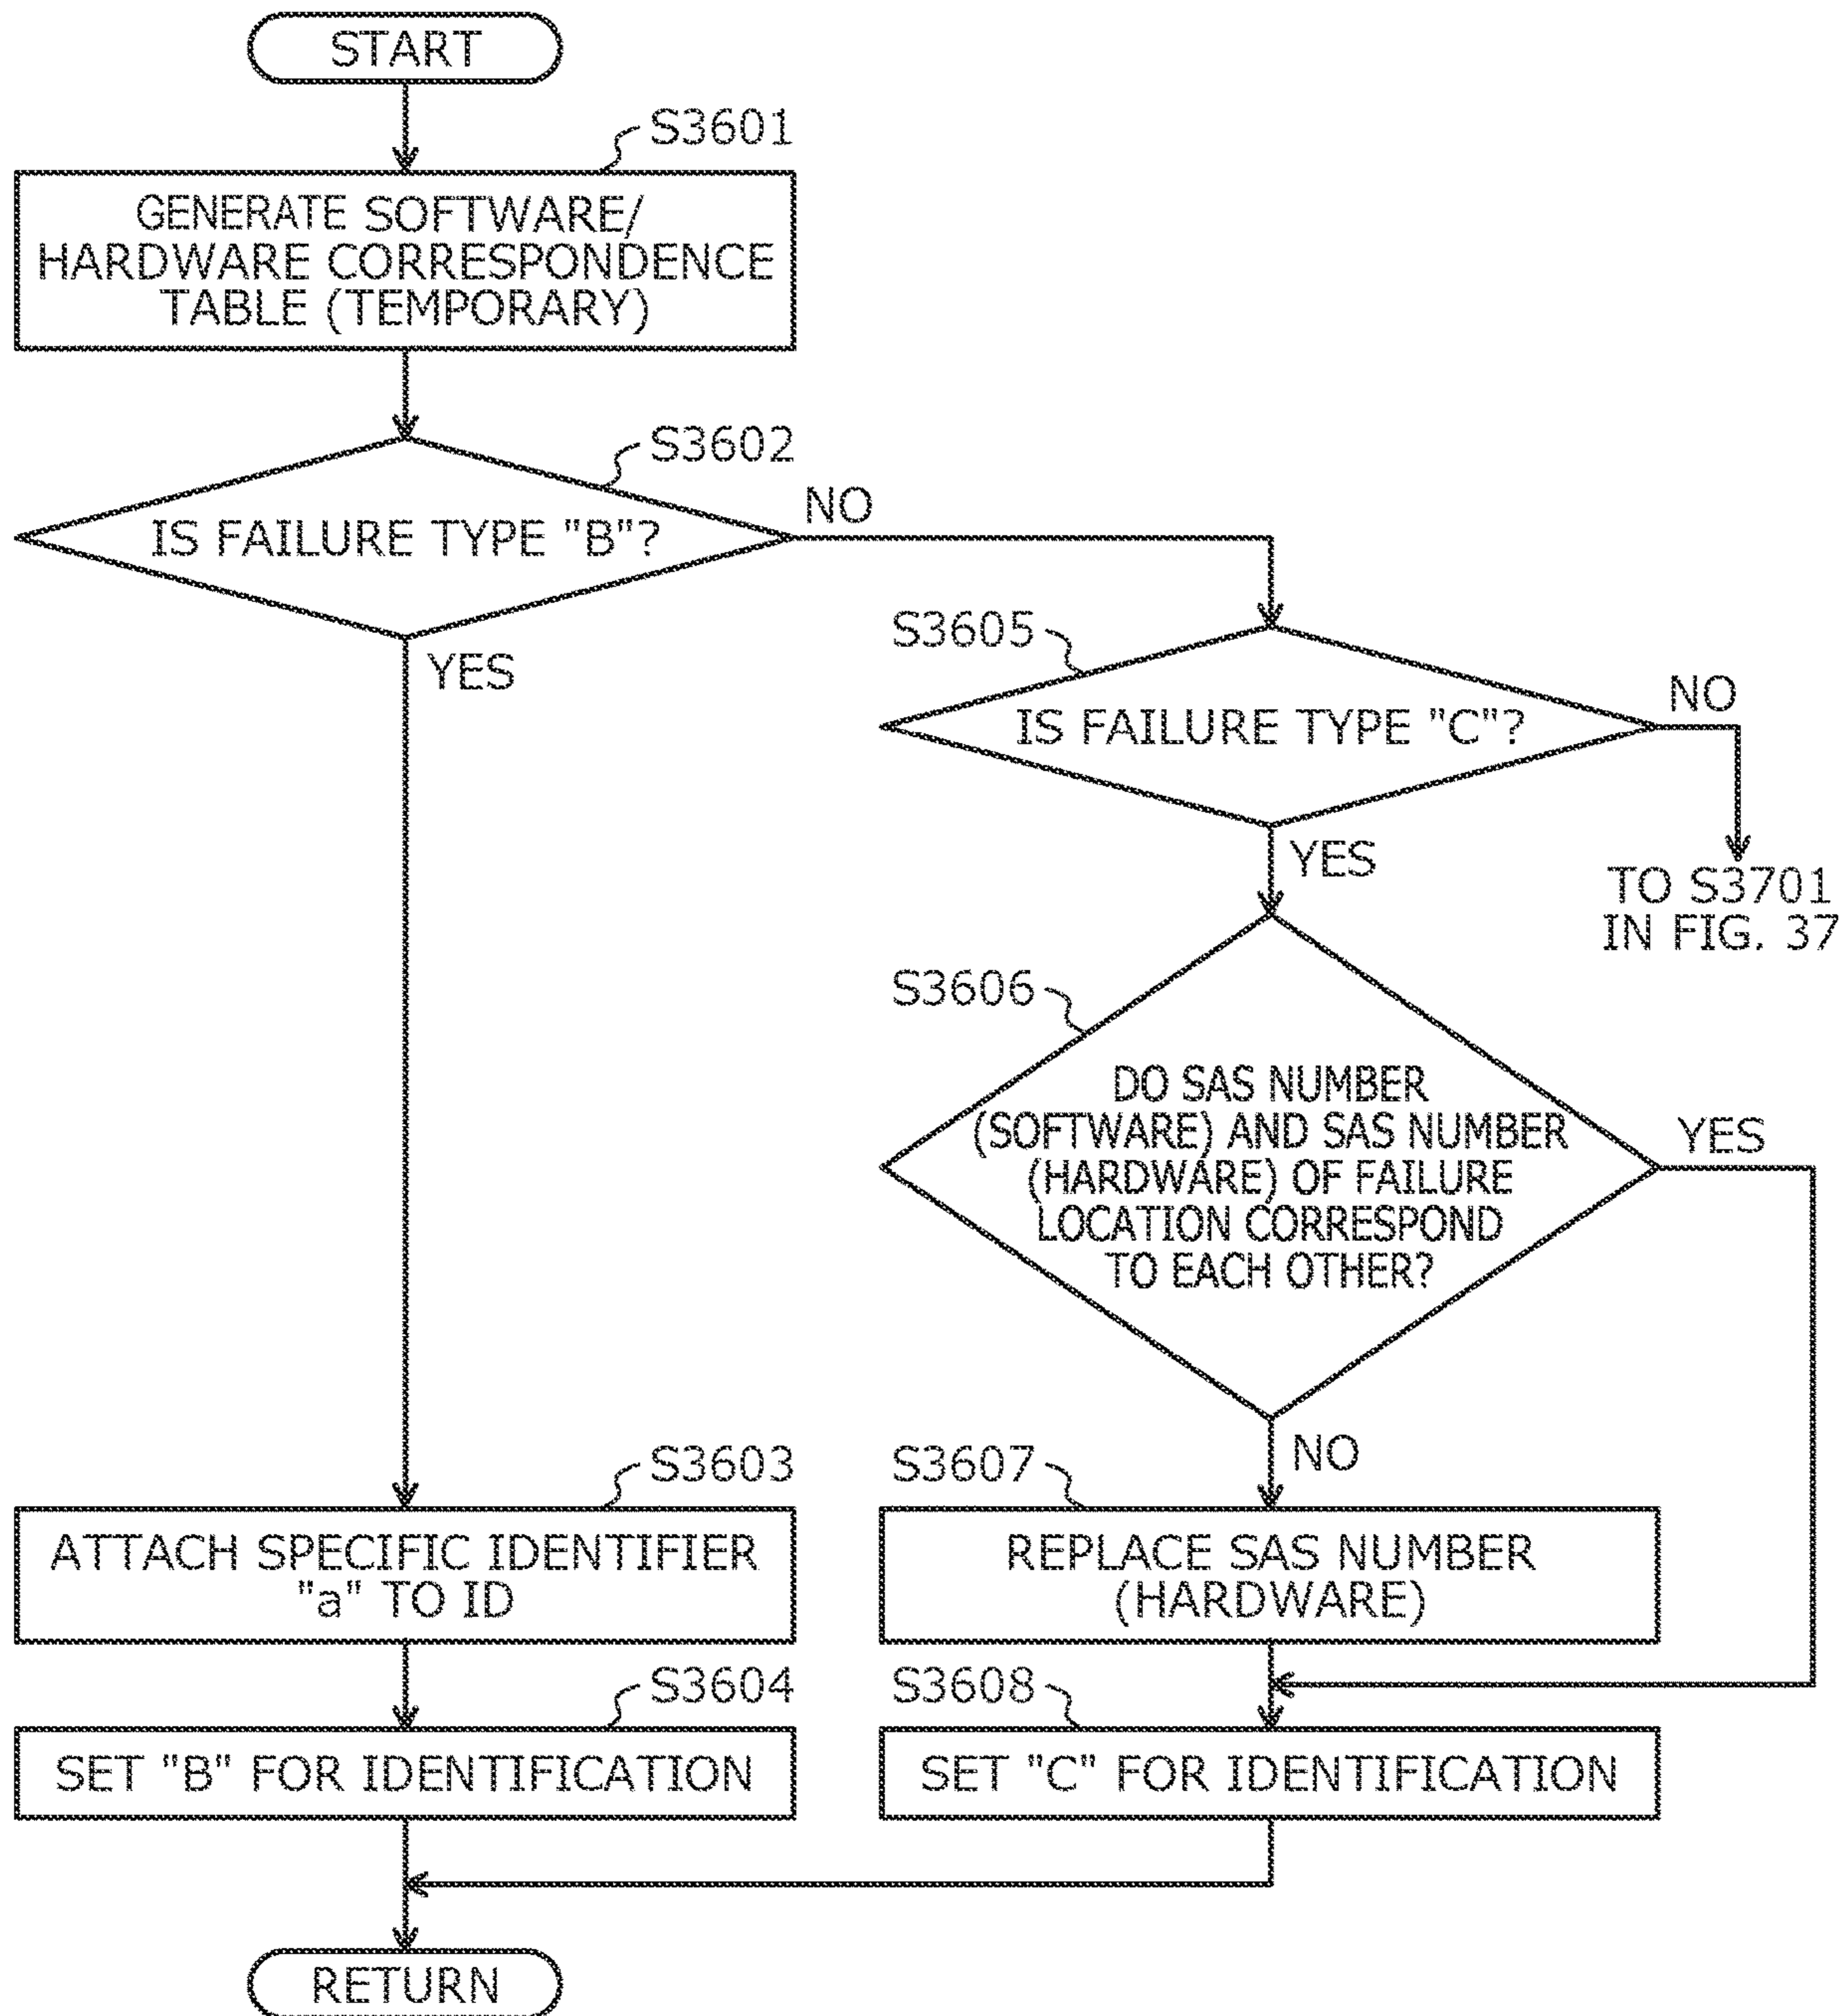 START
S3601
GENERATE SOFTWARE/
HARDWARE CORRESPONDENCE
TABLE (TEMPORARY)
S3602
IS FAILURE TYPE "B"?
NO
YES
S3605
IS FAILURE TYPE "C"?
NO
YES
TO S3701
IN FIG. 37
S3606
DO SAS NUMBER
(SOFTWARE) AND SAS NUMBER
(HARDWARE) OF FAILURE
LOCATION CORRESPOND
TO EACH OTHER?
YES
NO
S3603
ATTACH SPECIFIC IDENTIFIER
"a" TO ID
S3607
REPLACE SAS NUMBER
(HARDWARE)
S3604
SET "B" FOR IDENTIFICATION
S3608
SET "C" FOR IDENTIFICATION
RETURN